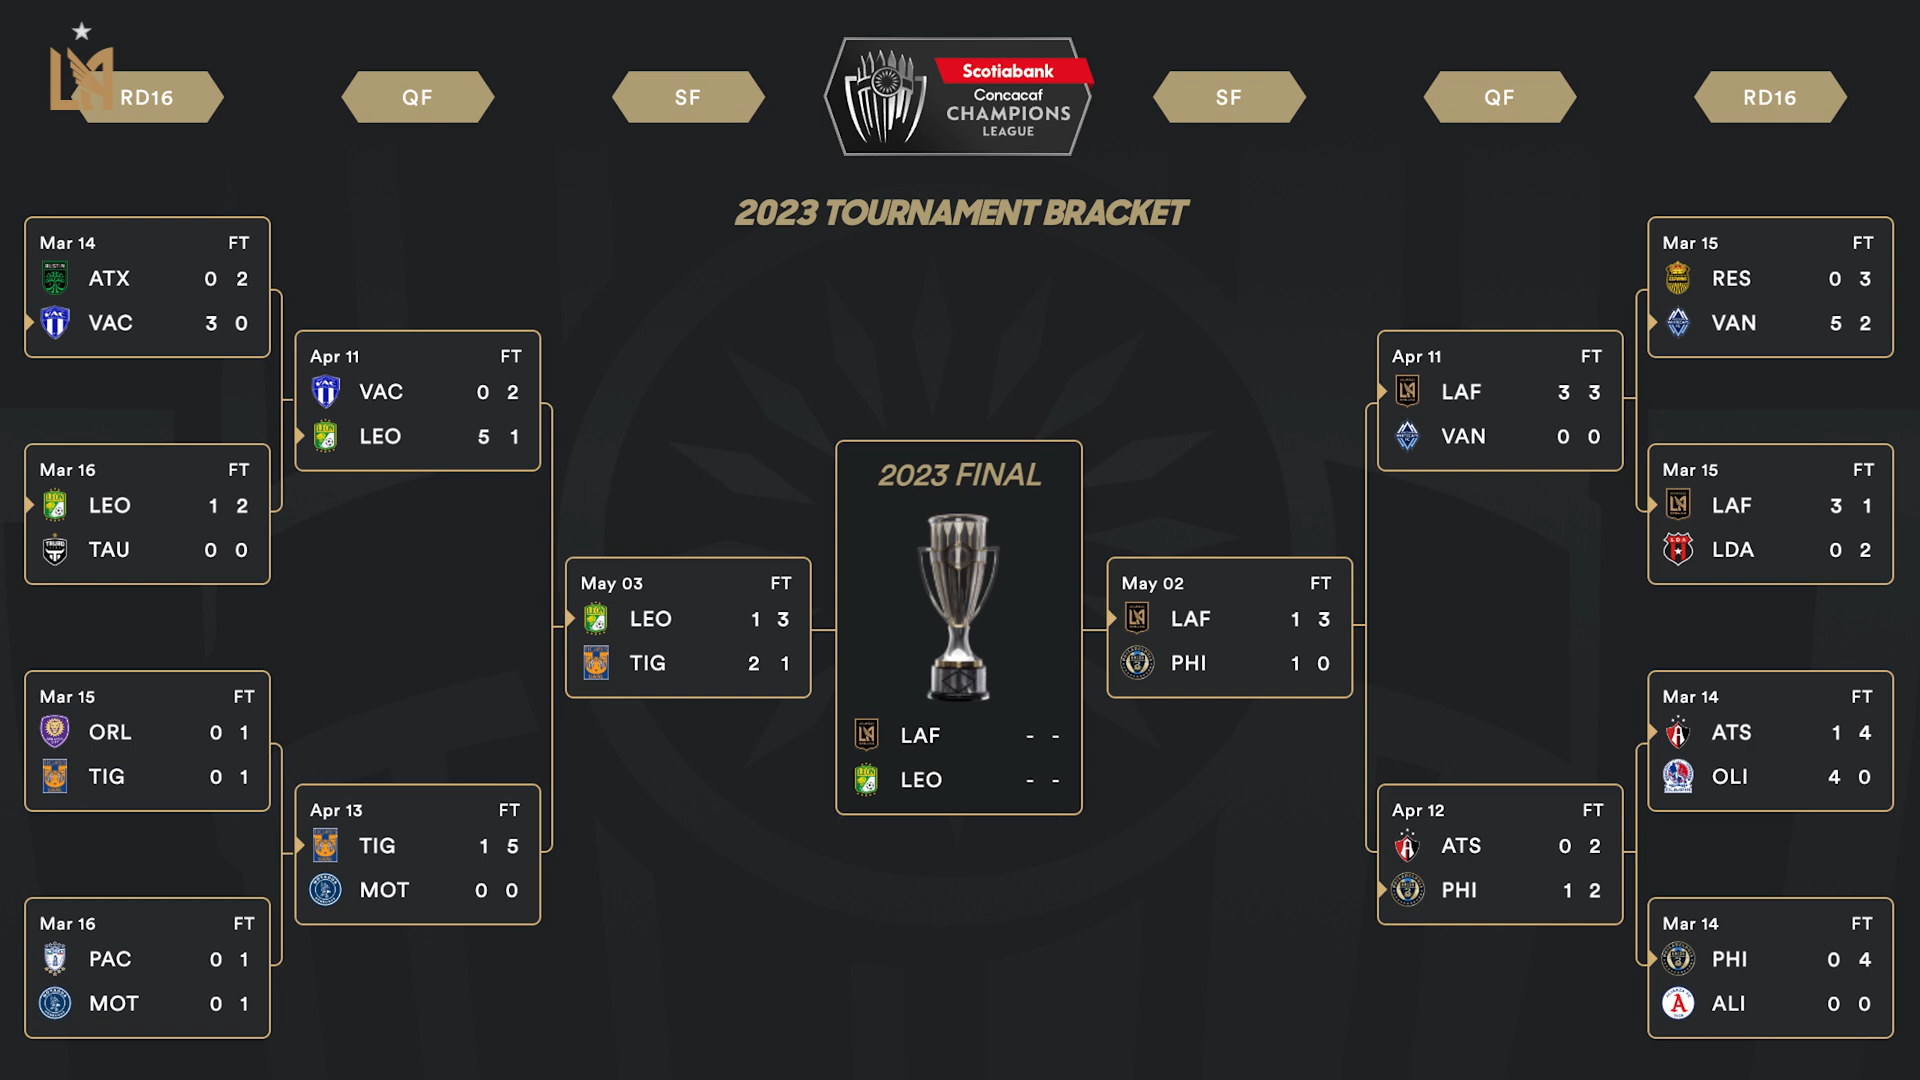 RD16
QF
SF
Scotiabank
Concacaf
CHAMPIONS
LEAGUE
SF
QF
RD16
2023 TOURNAMENT BRACKET
Mar 14 FT
ATX 0 2
VAC 3 0
Mar 16 FT
LEO 1 2
TAU 0 0
Mar 15 FT
ORL 0 1
TIG 0 1
Mar 16 FT
PAC 0 1
MOT 0 1
Apr 11 FT
VAC 0 2
LEO 5 1
Apr 13 FT
TIG 1 5
MOT 0 0
May 03 FT
LEO 1 3
TIG 2 1
2023 FINAL
LAF - -
LEO - -
May 02 FT
LAF 1 3
PHI 1 0
Apr 11 FT
LAF 3 3
VAN 0 0
Apr 12 FT
ATS 0 2
PHI 1 2
Mar 15 FT
RES 0 3
VAN 5 2
Mar 15 FT
LAF 3 1
LDA 0 2
Mar 14 FT
ATS 1 4
OLI 4 0
Mar 14 FT
PHI 0 4
ALI 0 0